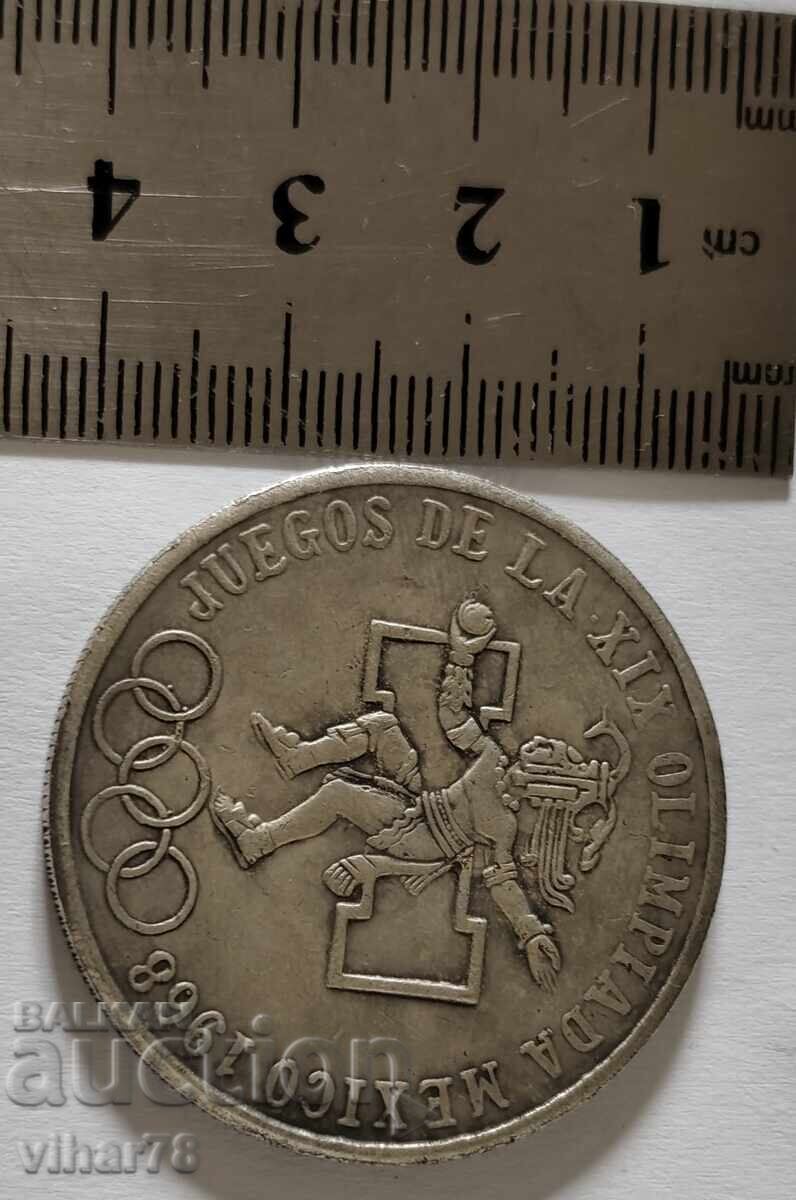 mm
4 3 2 1 cm
mm
JUEGOS DE LA XIX OLIMPIADA MEXICO 1968
BALKAN
auction
vihar78